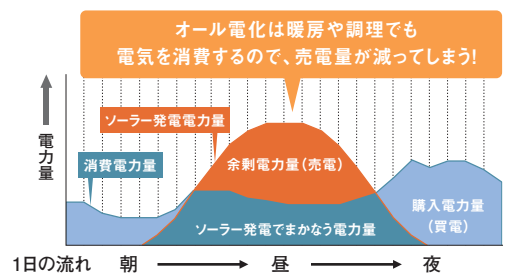 オール電化は暖房や調理でも
電気を消費するので、売電量が減ってしまう!
電力量
ソーラー発電電力量
消費電力量
余剰電力量(売電)
ソーラー発電でまかなう電力量
購入電力量
(買電)
1日の流れ 朝 昼 夜